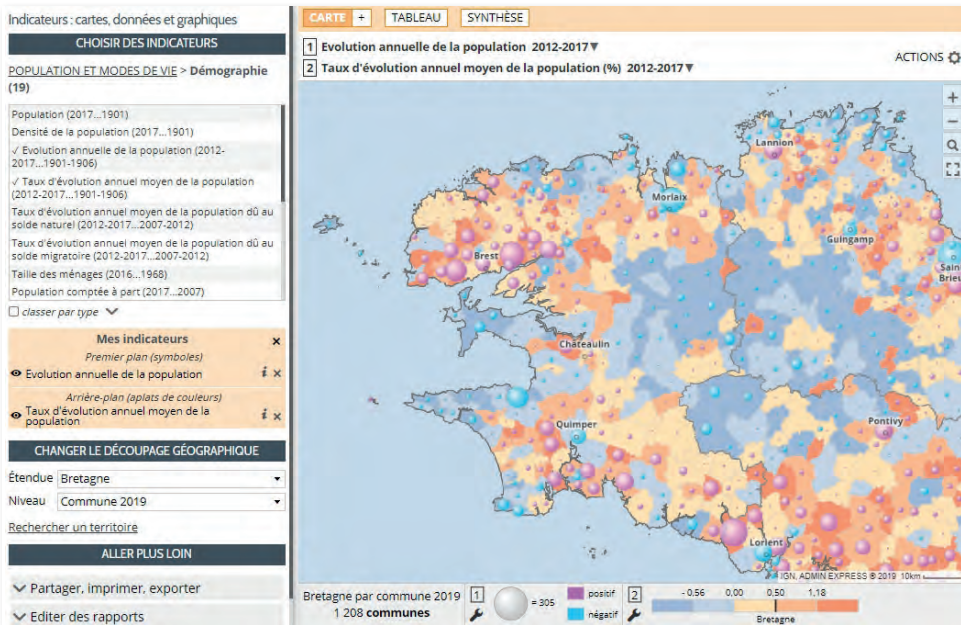 Indicateurs : cartes, données et graphiques
CHOISIR DES INDICATEURS
POPULATION ET MODES DE VIE > Démographie
(19)
Population (2017...1901)
Densité de la population (2017...1901)
✓ Evolution annuelle de la population (2012-
2017...1901-1906)
✓ Taux d'évolution annuel moyen de la population
(2012-2017...1901-1906)
Taux d'évolution annuel moyen de la population dû au
solde naturel (2012-2017...2007-2012)
Taux d'évolution annuel moyen de la population dû au
solde migratoire (2012-2017...2007-2012)
Taille des ménages (2016...1968)
Population comptée à part (2017...2007)
classer par type
Mes indicateurs ×
Premier plan (symboles)
Evolution annuelle de la population i ×
Arrière-plan (aplats de couleurs)
Taux d'évolution annuel moyen de la
population i ×
CHANGER LE DÉCOUPAGE GÉOGRAPHIQUE
Étendue Bretagne
Niveau Commune 2019
Rechercher un territoire
ALLER PLUS LOIN
Partager, imprimer, exporter
Editer des rapports
CARTE + TABLEAU SYNTHÈSE
1 Evolution annuelle de la population 2012-2017▼
2 Taux d'évolution annuel moyen de la population (%) 2012-2017▼
ACTIONS
+
−
Lannion
Morlaix
Guingamp
Brest
Saint
Brieu
Châteaulin
Quimper
Pontivy
Lorient
IGN, ADMIN EXPRESS © 2019 10km
Bretagne par commune 2019
1 208 communes
1
= 305
positif
négatif
2
- 0,56 0,00 0,50 1,18
Bretagne